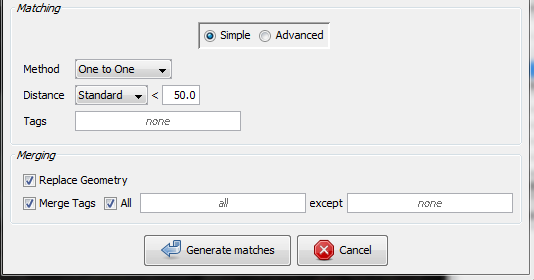 Matching
Simple Advanced
Method One to One
Distance Standard < 50.0
Tags none
Merging
Replace Geometry
Merge Tags All all except none
Generate matches Cancel